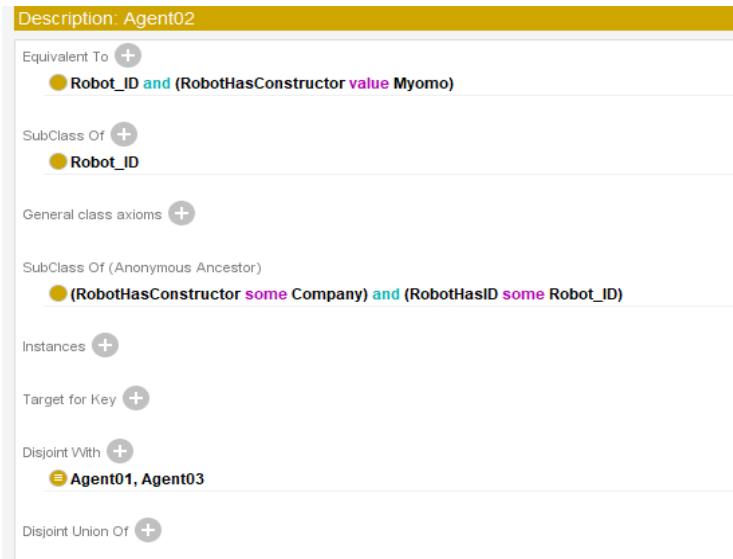 Description: Agent02
Equivalent To
Robot_ID and (RobotHasConstructor value Myomo)
SubClass Of
Robot_ID
General class axioms
SubClass Of (Anonymous Ancestor)
(RobotHasConstructor some Company) and (RobotHasID some Robot_ID)
Instances
Target for Key
Disjoint With
Agent01, Agent03
Disjoint Union Of